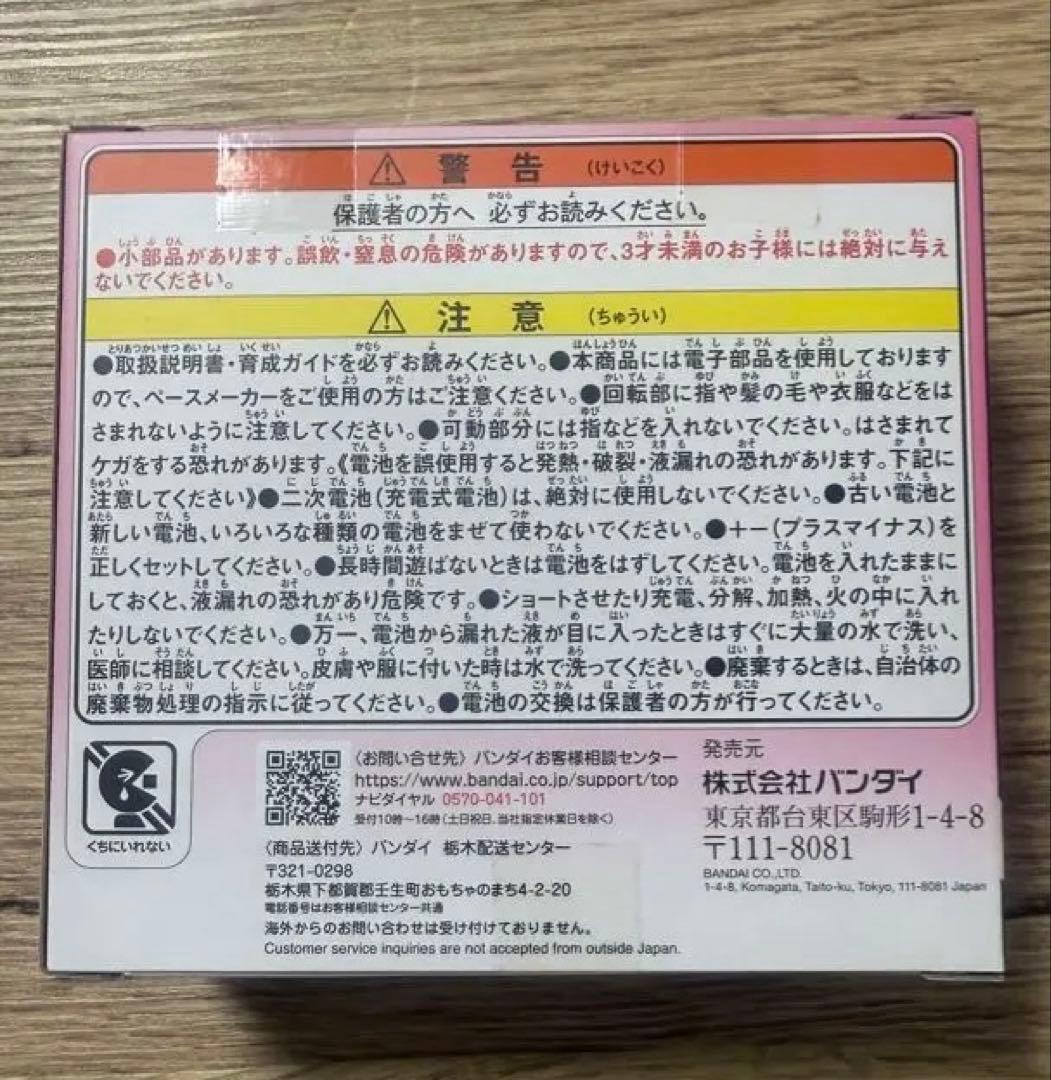 警告 (けいこく)
保護者の方へ 必ずお読みください。
●小部品があります。誤飲・窒息の危険がありますので、3才未満のお子様には絶対に与え
ないでください。
注意 (ちゅうい)
●取扱説明書・育成ガイドを必ずお読みください。●本商品には電子部品を使用しております
ので、ペースメーカーをご使用の方はご注意ください。●回転部に指や髪の毛や衣服などをは
さまれないように注意してください。●可動部分には指などを入れないでください。はさまれて
ケガをする恐れがあります。《電池を誤使用すると発熱・破裂・液漏れの恐れがあります。下記に
注意してください》●二次電池(充電式電池)は、絶対に使用しないでください。●古い電池と
新しい電池、いろいろな種類の電池をまぜて使わないでください。●+-(プラスマイナス)を
正しくセットしてください。●長時間遊ばないときは電池をはずしてください。電池を入れたままに
しておくと、液漏れの恐れがあり危険です。●ショートさせたり充電、分解、加熱、火の中に入れ
たりしないでください。●万一、電池から漏れた液が目に入ったときはすぐに大量の水で洗い、
医師に相談してください。皮膚や服に付いた時は水で洗ってください。●廃棄するときは、自治体の
廃棄物処理の指示に従ってください。●電池の交換は保護者の方が行ってください。
くちにいれない
〈お問い合せ先〉バンダイお客様相談センター
https://www.bandai.co.jp/support/top
ナビダイヤル 0570-041-101
受付10時〜16時(土日祝日、当社指定休業日を除く)
〈商品送付先〉バンダイ 栃木配送センター
〒321-0298
栃木県下都賀郡壬生町おもちゃのまち4-2-20
電話番号はお客様相談センター共通
海外からのお問い合わせは受け付けておりません。
Customer service inquiries are not accepted from outside Japan.
発売元
株式会社バンダイ
東京都台東区駒形1-4-8
〒111-8081
BANDAI CO.,LTD.
1-4-8, Komagata, Taito-ku, Tokyo, 111-8081 Japan